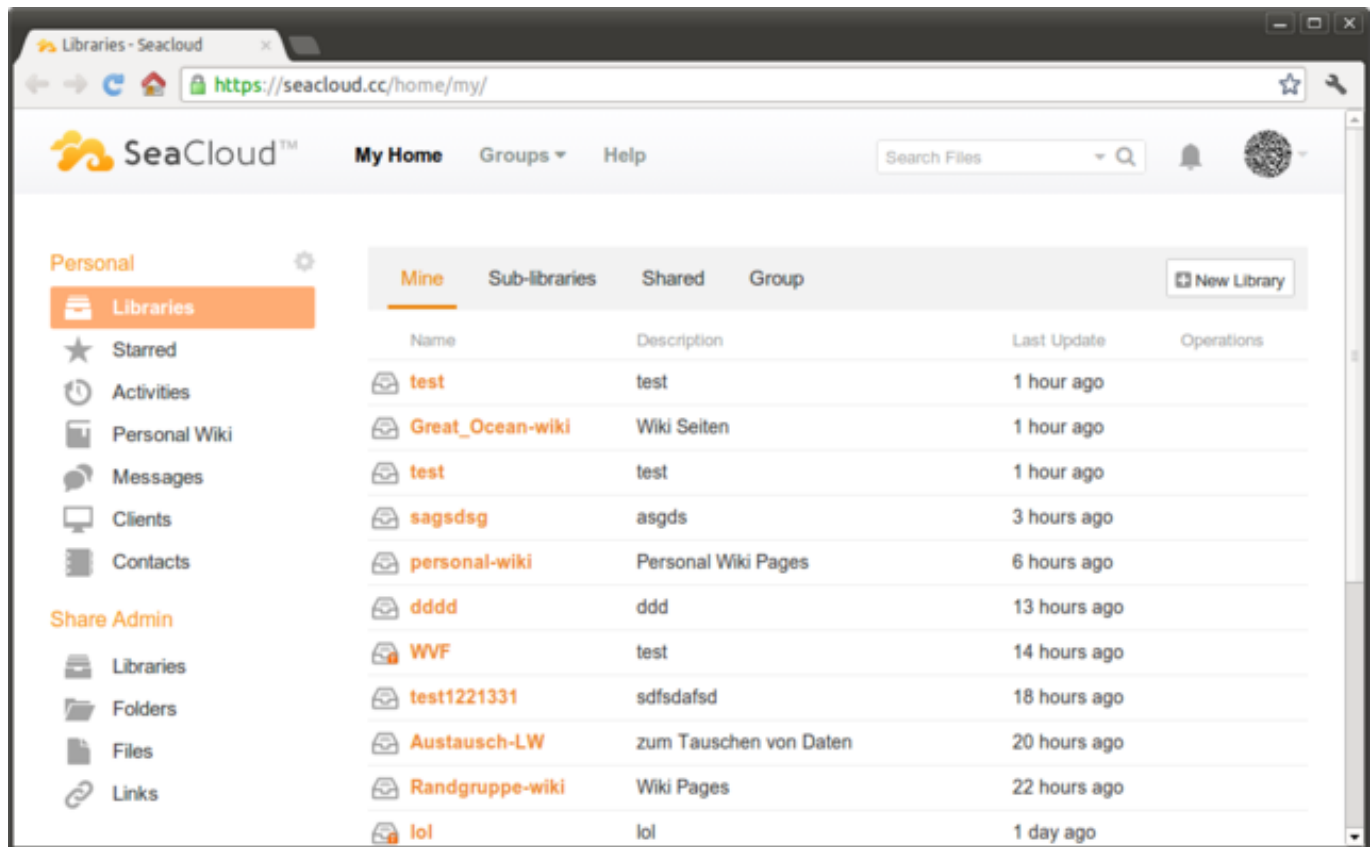 Libraries - Seacloud
https://seacloud.cc/home/my/
SeaCloud™ My Home Groups Help Search Files
Personal
Libraries
Starred
Activities
Personal Wiki
Messages
Clients
Contacts
Share Admin
Libraries
Folders
Files
Links
Mine Sub-libraries Shared Group New Library
Name Description Last Update Operations
test test 1 hour ago
Great_Ocean-wiki Wiki Seiten 1 hour ago
test test 1 hour ago
sagsdsg asgds 3 hours ago
personal-wiki Personal Wiki Pages 6 hours ago
dddd ddd 13 hours ago
WVF test 14 hours ago
test1221331 sdfsdafsd 18 hours ago
Austausch-LW zum Tauschen von Daten 20 hours ago
Randgruppe-wiki Wiki Pages 22 hours ago
lol lol 1 day ago